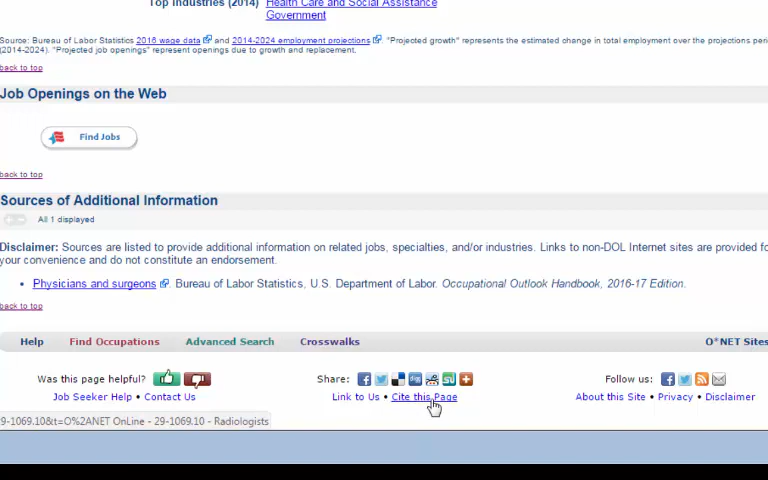 Top Industries (2014) Health Care and Social Assistance
Government
Source: Bureau of Labor Statistics 2016 wage data and 2014-2024 employment projections. "Projected growth" represents the estimated change in total employment over the projections peri
(2014-2024). "Projected job openings" represent openings due to growth and replacement.
back to top
Job Openings on the Web
Find Jobs
back to top
Sources of Additional Information
All 1 displayed
Disclaimer: Sources are listed to provide additional information on related jobs, specialties, and/or industries. Links to non-DOL Internet sites are provided fo
your convenience and do not constitute an endorsement.
• Physicians and surgeons. Bureau of Labor Statistics, U.S. Department of Labor. Occupational Outlook Handbook, 2016-17 Edition.
back to top
Help Find Occupations Advanced Search Crosswalks O*NET Sites
Was this page helpful? Share: Follow us:
Job Seeker Help • Contact Us Link to Us • Cite this Page About this Site • Privacy • Disclaimer
29-1069.10&t=O%2ANET OnLine - 29-1069.10 - Radiologists